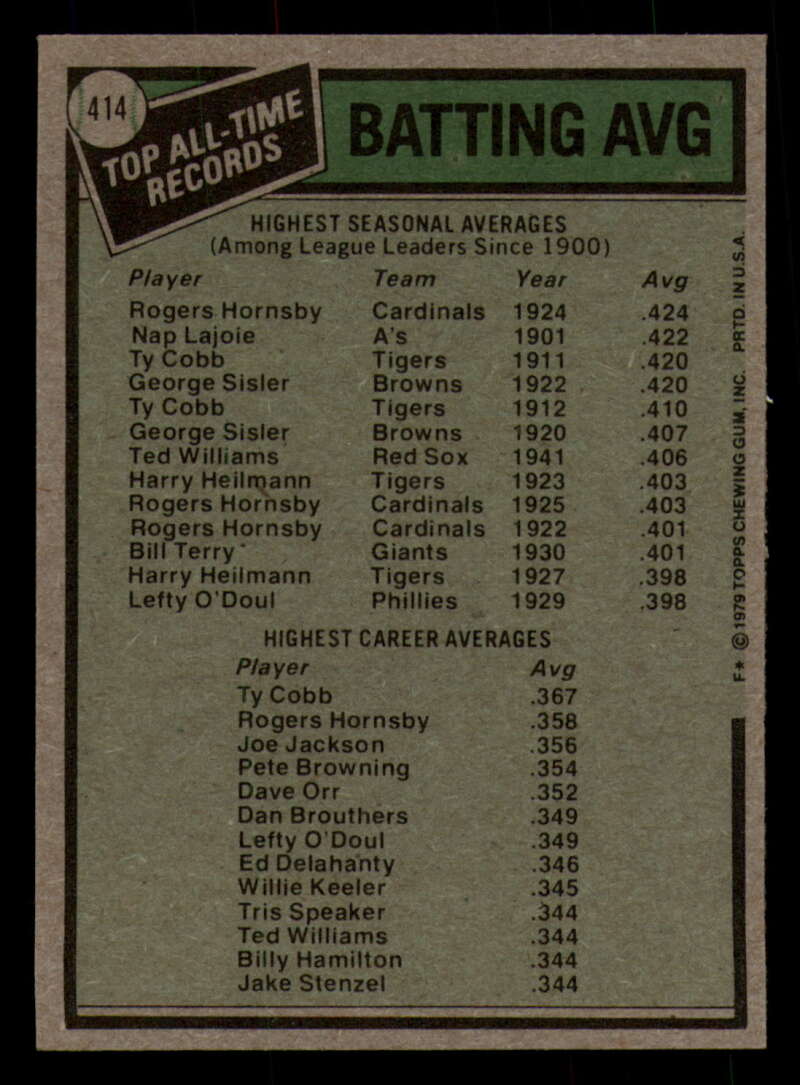 414
TOP ALL-TIME
RECORDS
BATTING AVG
HIGHEST SEASONAL AVERAGES
(Among League Leaders Since 1900)
Player Team Year Avg
Rogers Hornsby Cardinals 1924 .424
Nap Lajoie A's 1901 .422
Ty Cobb Tigers 1911 .420
George Sisler Browns 1922 .420
Ty Cobb Tigers 1912 .410
George Sisler Browns 1920 .407
Ted Williams Red Sox 1941 .406
Harry Heilmann Tigers 1923 .403
Rogers Hornsby Cardinals 1925 .403
Rogers Hornsby Cardinals 1922 .401
Bill Terry Giants 1930 .401
Harry Heilmann Tigers 1927 .398
Lefty O'Doul Phillies 1929 .398
HIGHEST CAREER AVERAGES
Player Avg
Ty Cobb .367
Rogers Hornsby .358
Joe Jackson .356
Pete Browning .354
Dave Orr .352
Dan Brouthers .349
Lefty O'Doul .349
Ed Delahanty .346
Willie Keeler .345
Tris Speaker .344
Ted Williams .344
Billy Hamilton .344
Jake Stenzel .344
F* © 1979 TOPPS CHEWING GUM, INC. PRTD. IN U.S.A.